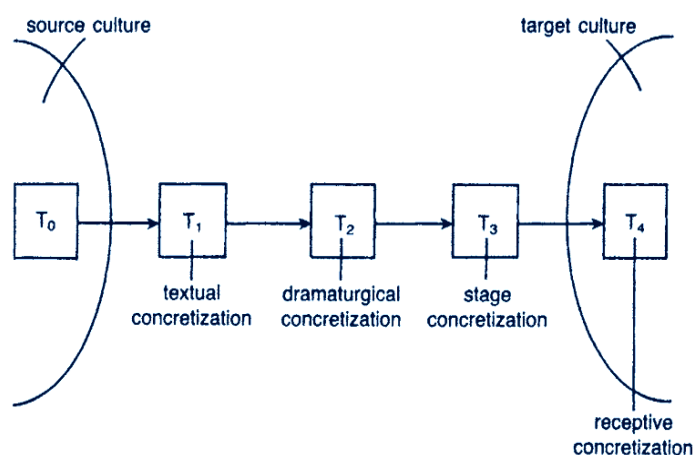 source culture
target culture
T₀
T₁
T₂
T₃
T₄
textual
concretization
dramaturgical
concretization
stage
concretization
receptive
concretization